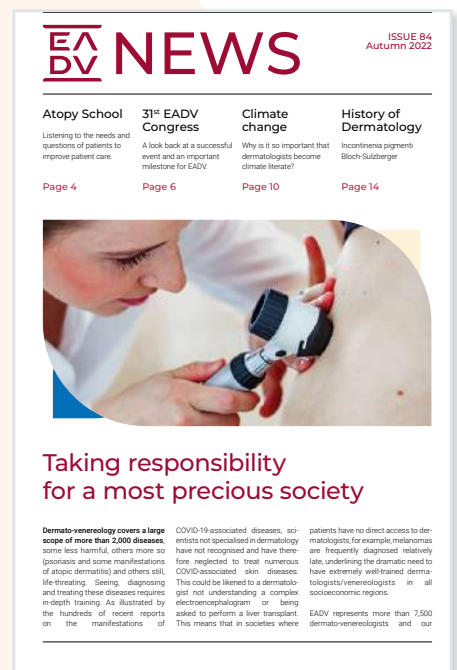 EADV NEWS
ISSUE 84
Autumn 2022
Atopy School
Listening to the needs and
questions of patients to
improve patient care.
Page 4
31st EADV
Congress
A look back at a successful
event and an important
milestone for EADV.
Page 6
Climate
change
Why is it so important that
dermatologists become
climate literate?
Page 10
History of
Dermatology
Incontinentia pigmenti
Bloch-Sulzberger
Page 14
Taking responsibility
for a most precious society
Dermato-venereology covers a large
scope of more than 2,000 diseases,
some less harmful, others more so
(psoriasis and some manifestations
of atopic dermatitis) and others still,
life-threating. Seeing, diagnosing
and treating these diseases requires
in-depth training. As illustrated by
the hundreds of recent reports
on the manifestations of
COVID-19-associated diseases, sci-
entists not specialised in dermatology
have not recognised and have there-
fore neglected to treat numerous
COVID-associated skin diseases.
This could be likened to a dermatolo-
gist not understanding a complex
electroencephalogram or being
asked to perform a liver transplant.
This means that in societies where
patients have no direct access to der-
matologists, for example, melanomas
are frequently diagnosed relatively
late, underlining the dramatic need to
have extremely well-trained derma-
tologists/venereologists in all
socioeconomic regions.
EADV represents more than 7,500
dermato-venereologists and our